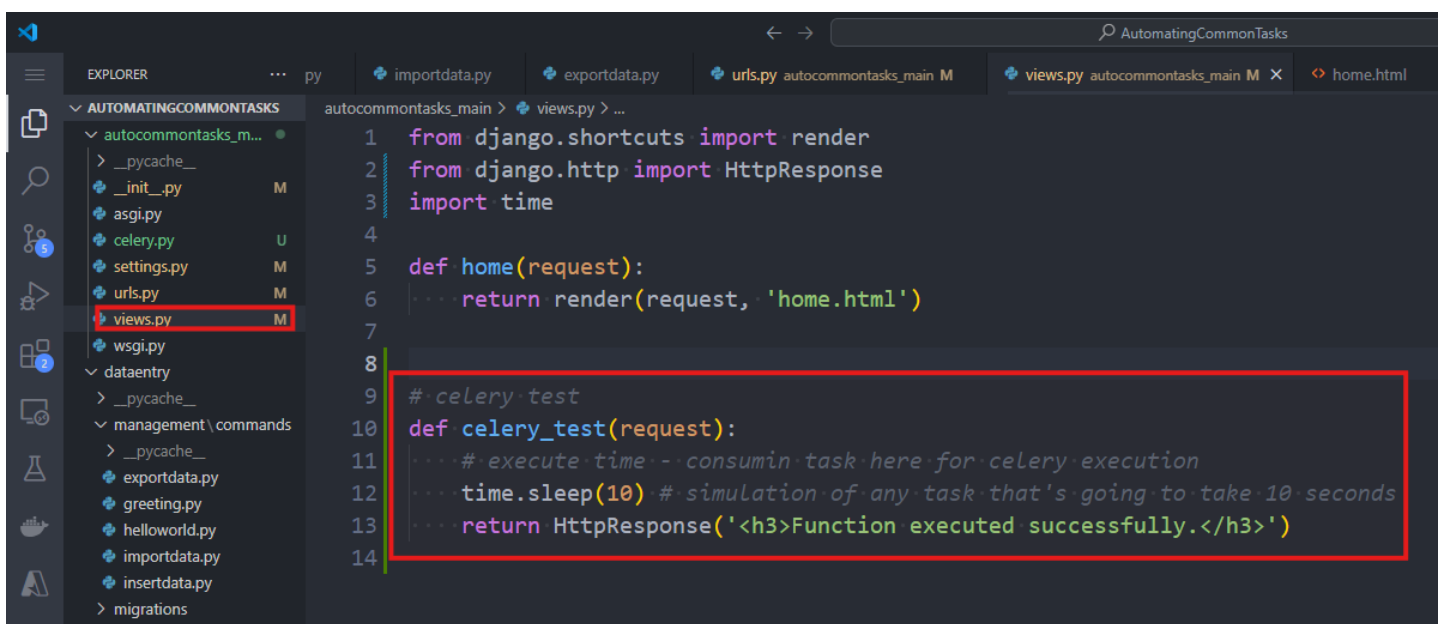 AutomatingCommonTasks
EXPLORER
py
importdata.py
exportdata.py
urls.py autocommontasks_main M
views.py autocommontasks_main M
home.html
AUTOMATINGCOMMONTASKS
autocommontasks_m...
__pycache__
__init__.py M
asgi.py
celery.py U
settings.py M
urls.py M
views.py M
wsgi.py
dataentry
__pycache__
management\commands
__pycache__
exportdata.py
greeting.py
helloworld.py
importdata.py
insertdata.py
migrations
5
2
autocommontasks_main > views.py > ...
1 from django.shortcuts import render
2 from django.http import HttpResponse
3 import time
4
5 def home(request):
6 return render(request, 'home.html')
7
8
9 # celery test
10 def celery_test(request):
11 # execute time - consumin task here for celery execution
12 time.sleep(10) # simulation of any task that's going to take 10 seconds
13 return HttpResponse('<h3>Function executed successfully.</h3>')
14